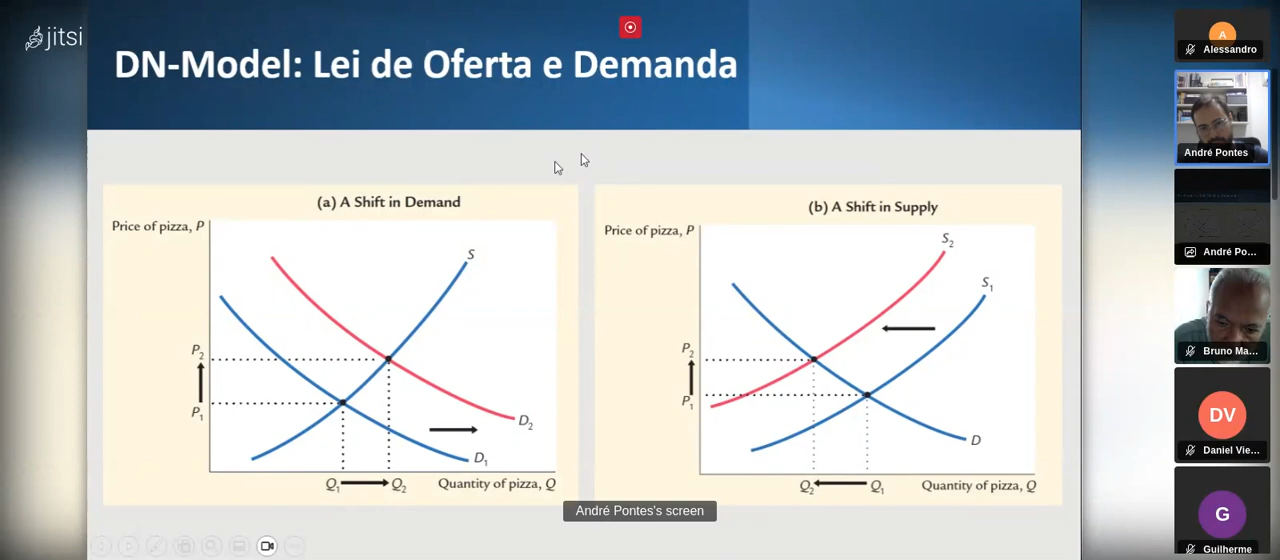 jitsi
DN-Model: Lei de Oferta e Demanda
(a) A Shift in Demand
Price of pizza, P
S
P2
P1
D2
D1
Q1
Q2
Quantity of pizza, Q
(b) A Shift in Supply
Price of pizza, P
S2
S1
P2
P1
D
Q2
Q1
Quantity of pizza, Q
André Pontes's screen
A
Alessandro
André Pontes
André Po...
Bruno Ma...
DV
Daniel Vie...
G
Guilherme